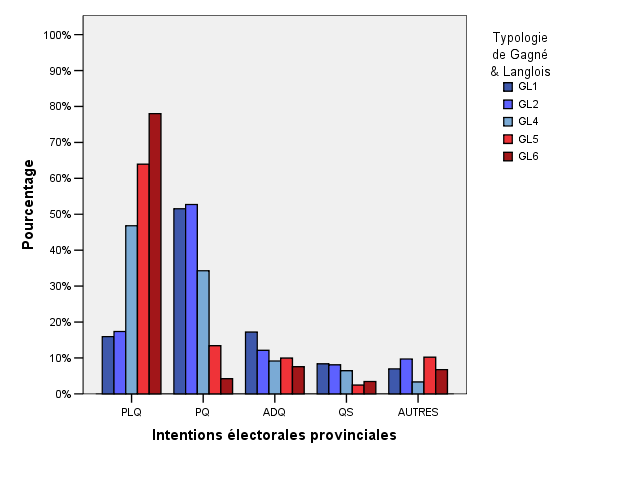 Typologie
de Gagné
& Langlois
GL1
GL2
GL4
GL5
GL6
Pourcentage
100%
90%
80%
70%
60%
50%
40%
30%
20%
10%
0%
PLQ PQ ADQ QS AUTRES
Intentions électorales provinciales